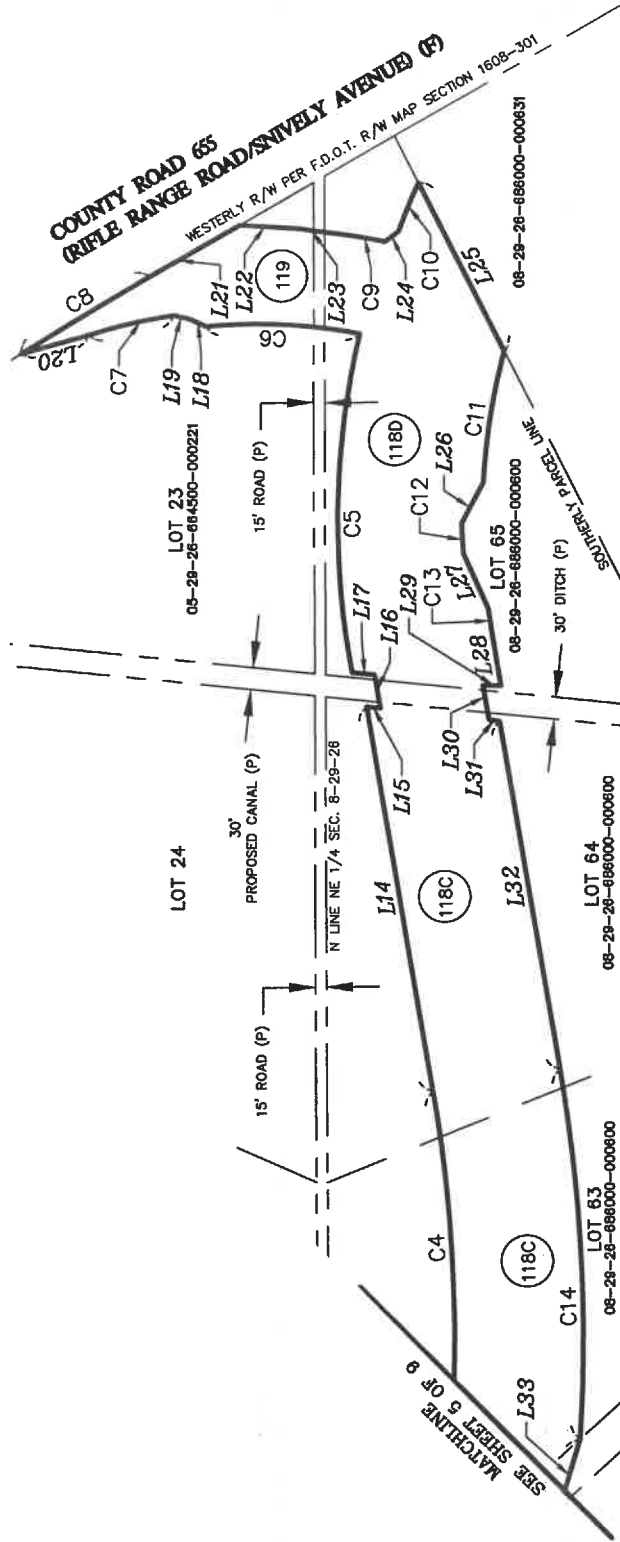 COUNTY ROAD 655
(RIFLE RANGE ROAD/SNIVELY AVENUE) (F)
WESTERLY R/W PER F.D.O.T. R/W MAP SECTION 1608-301
C8
L20
C7
L19
L18
L21
L22
119
C6
L23
C9
L24
C10
L25
08-29-26-686000-000631
LOT 23
05-29-26-664500-000221
15' ROAD (P)
118D
C5
L17
L16
L15
C11
L26
C12
LOT 65
08-29-26-686000-000600
SOUTHERLY PARCEL LINE
L27
C13
L29
L28
30' DITCH (P)
L30
L31
LOT 24
30'
PROPOSED CANAL (P)
N LINE NE 1/4 SEC. 8-29-26
L14
118C
L32
LOT 64
08-29-26-686000-000600
15' ROAD (P)
C4
118C
C14
LOT 63
08-29-26-686000-000600
L33
MATCHLINE
SEE SHEET 5 OF 9